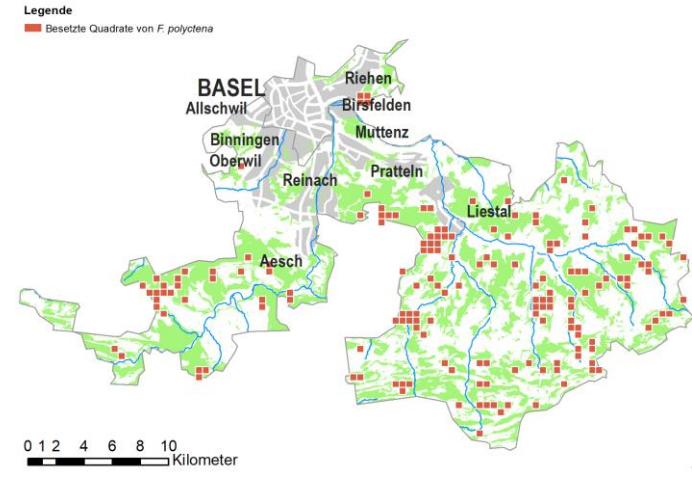 Legende
Besetzte Quadrate von F. polyctena
Riehen
BASEL
Allschwil
Birsfelden
Muttenz
Binningen
Oberwil
Pratteln
Reinach
Liestal
Aesch
0 1 2 4 6 8 10
Kilometer